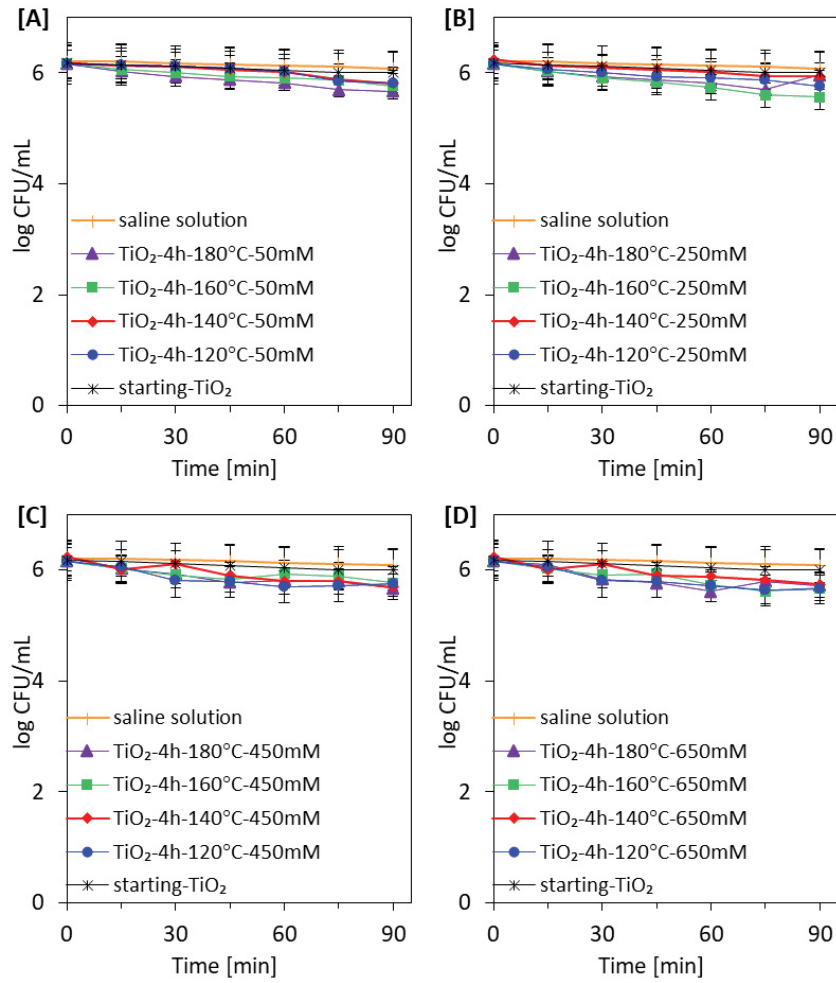 [A]
6
4
2
0
log CFU/mL
saline solution
TiO₂-4h-180°C-50mM
TiO₂-4h-160°C-50mM
TiO₂-4h-140°C-50mM
TiO₂-4h-120°C-50mM
starting-TiO₂
0 30 60 90
Time [min]
[B]
6
4
2
0
log CFU/mL
saline solution
TiO₂-4h-180°C-250mM
TiO₂-4h-160°C-250mM
TiO₂-4h-140°C-250mM
TiO₂-4h-120°C-250mM
starting-TiO₂
0 30 60 90
Time [min]
[C]
6
4
2
0
log CFU/mL
saline solution
TiO₂-4h-180°C-450mM
TiO₂-4h-160°C-450mM
TiO₂-4h-140°C-450mM
TiO₂-4h-120°C-450mM
starting-TiO₂
0 30 60 90
Time [min]
[D]
6
4
2
0
log CFU/mL
saline solution
TiO₂-4h-180°C-650mM
TiO₂-4h-160°C-650mM
TiO₂-4h-140°C-650mM
TiO₂-4h-120°C-650mM
starting-TiO₂
0 30 60 90
Time [min]